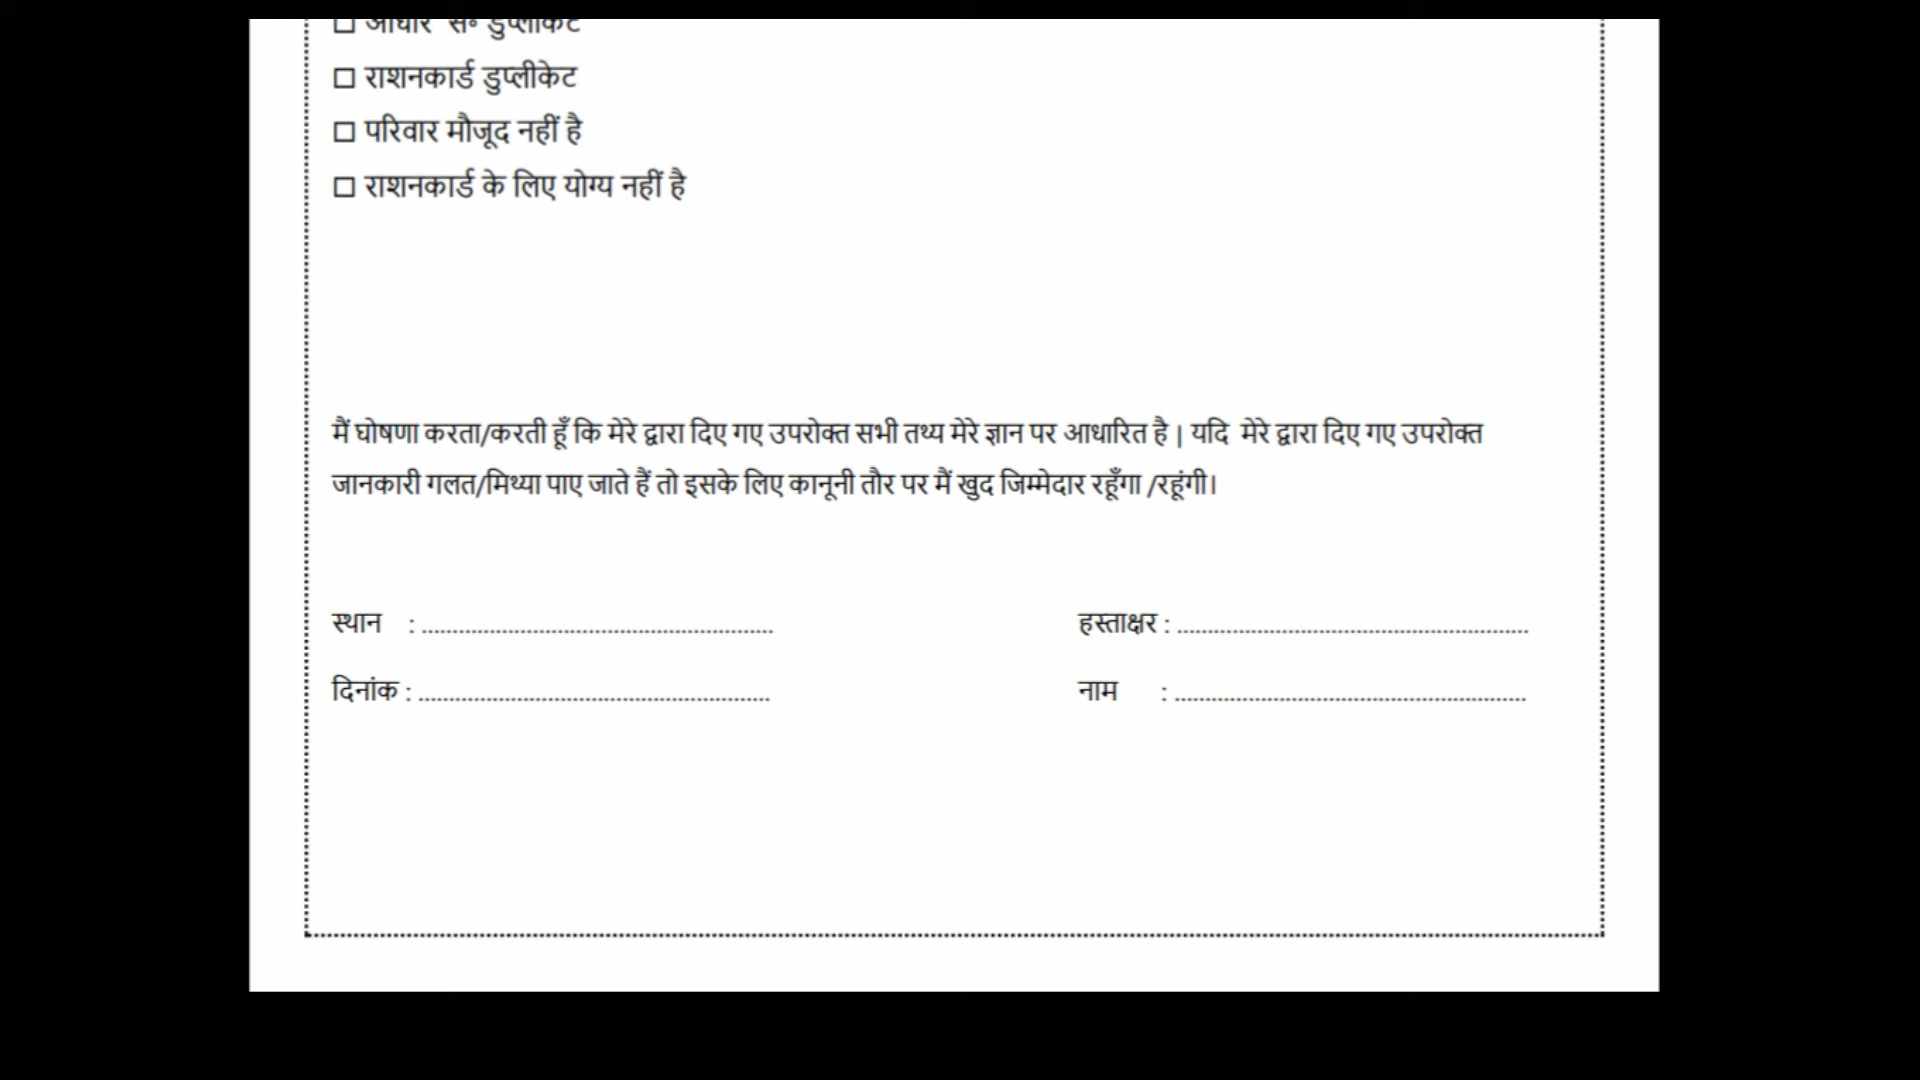 □ आधार सं॰ डुप्लीकेट
□ राशनकार्ड डुप्लीकेट
□ परिवार मौजूद नहीं है
□ राशनकार्ड के लिए योग्य नहीं है
मैं घोषणा करता/करती हूँ कि मेरे द्वारा दिए गए उपरोक्त सभी तथ्य मेरे ज्ञान पर आधारित है | यदि मेरे द्वारा दिए गए उपरोक्त
जानकारी गलत/मिथ्या पाए जाते हैं तो इसके लिए कानूनी तौर पर मैं खुद जिम्मेदार रहूँगा /रहूंगी।
स्थान : ......................................................... हस्ताक्षर : .........................................................
दिनांक : ......................................................... नाम : .........................................................